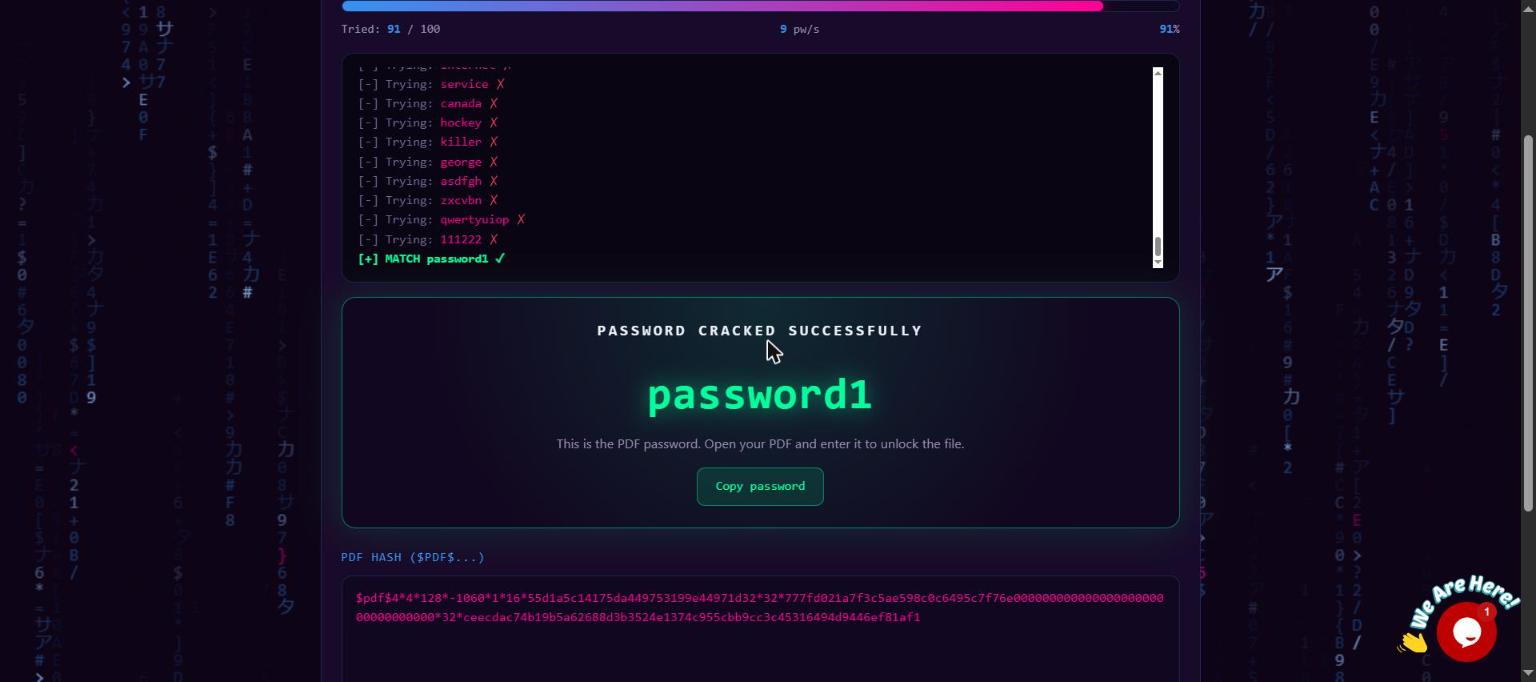 Tried: 91 / 100
9 pw/s
91%
[-] Trying: internet ✗
[-] Trying: service ✗
[-] Trying: canada ✗
[-] Trying: hockey ✗
[-] Trying: killer ✗
[-] Trying: george ✗
[-] Trying: asdfgh ✗
[-] Trying: zxcvbn ✗
[-] Trying: qwertyuiop ✗
[-] Trying: 111222 ✗
[+] MATCH password1 ✓
PASSWORD CRACKED SUCCESSFULLY
password1
This is the PDF password. Open your PDF and enter it to unlock the file.
Copy password
PDF HASH ($PDF$...)
$pdf$4*4*128*-1060*1*16*55d1a5c14175da449753199e44971d32*32*777fd021a7f3c5ae598c0c6495c7f76e0000000000000000000000
00000000000*32*ceecdac74b19b5a62688d3b3524e1374c955cbb9cc3c45316494d9446ef81af1
We Are Here!
1